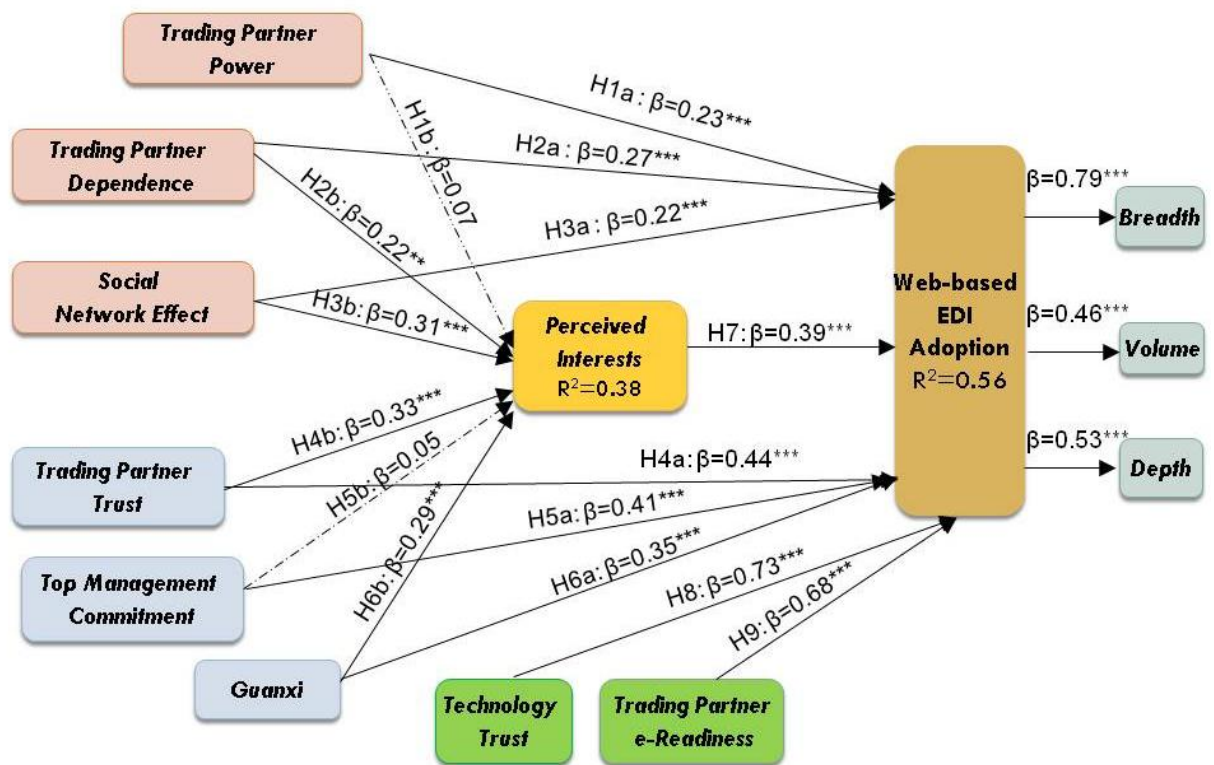 Trading Partner
Power
H1a: β=0.23***
H1b: β=0.07
Trading Partner
Dependence
H2a: β=0.27***
H2b: β=0.22**
H3a: β=0.22***
Social
Network Effect
H3b: β=0.31***
Perceived
Interests
R²=0.38
H7: β=0.39***
Web-based
EDI
Adoption
R²=0.56
β=0.79***
Breadth
β=0.46***
Volume
β=0.53***
Depth
H4b: β=0.33***
Trading Partner
Trust
H4a: β=0.44***
H5b: β=0.05
H5a: β=0.41***
Top Management
Commitment
H6b: β=0.29***
H6a: β=0.35***
Guanxi
H8: β=0.73***
H9: β=0.68***
Technology
Trust
Trading Partner
e-Readiness